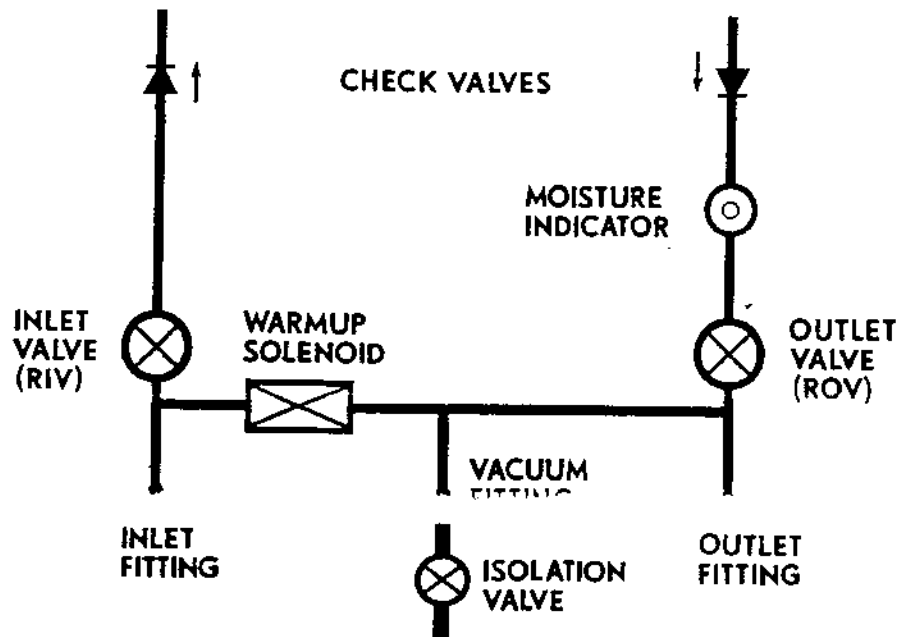 CHECK VALVES
MOISTURE
INDICATOR
INLET
VALVE
(RIV)
WARMUP
SOLENOID
OUTLET
VALVE
(ROV)
VACUUM
FITTING
INLET
FITTING
OUTLET
FITTING
ISOLATION
VALVE